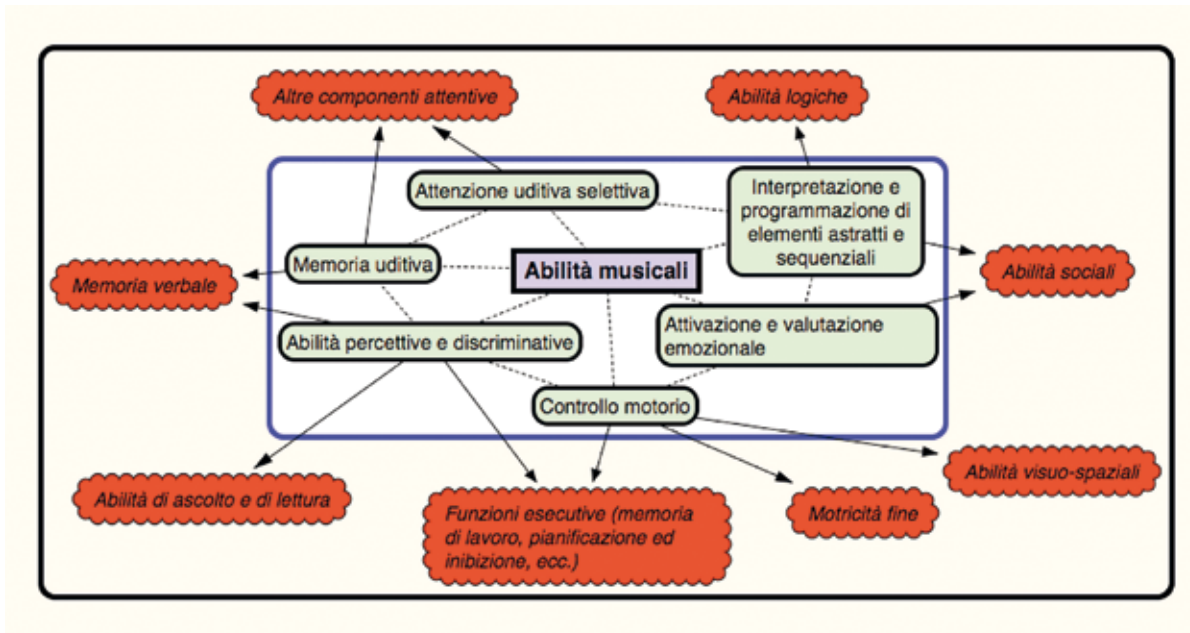 Altre componenti attentive
Abilità logiche
Attenzione uditiva selettiva
Interpretazione e
programmazione di
elementi astratti e
sequenziali
Memoria uditiva
Abilità musicali
Memoria verbale
Abilità sociali
Abilità percettive e discriminative
Attivazione e valutazione
emozionale
Controllo motorio
Abilità di ascolto e di lettura
Funzioni esecutive (memoria
di lavoro, pianificazione ed
inibizione, ecc.)
Motricità fine
Abilità visuo-spaziali